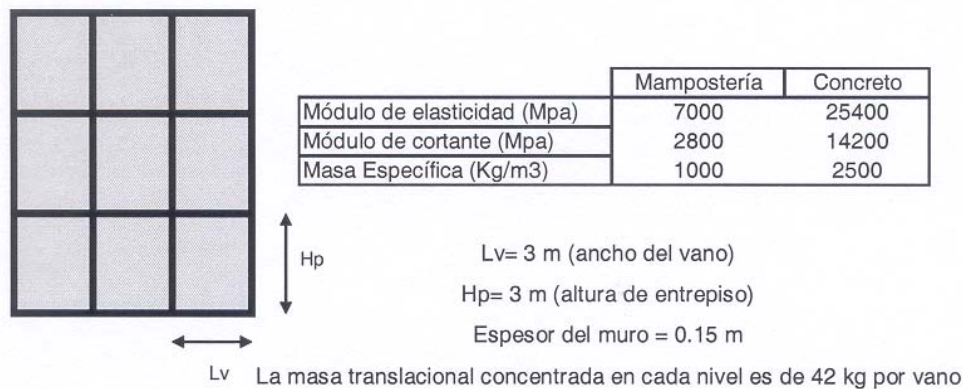 Mampostería Concreto
Módulo de elasticidad (Mpa) 7000 25400
Módulo de cortante (Mpa) 2800 14200
Masa Específica (Kg/m3) 1000 2500
Hp
Lv= 3 m (ancho del vano)
Hp= 3 m (altura de entrepiso)
Espesor del muro = 0.15 m
Lv La masa translacional concentrada en cada nivel es de 42 kg por vano